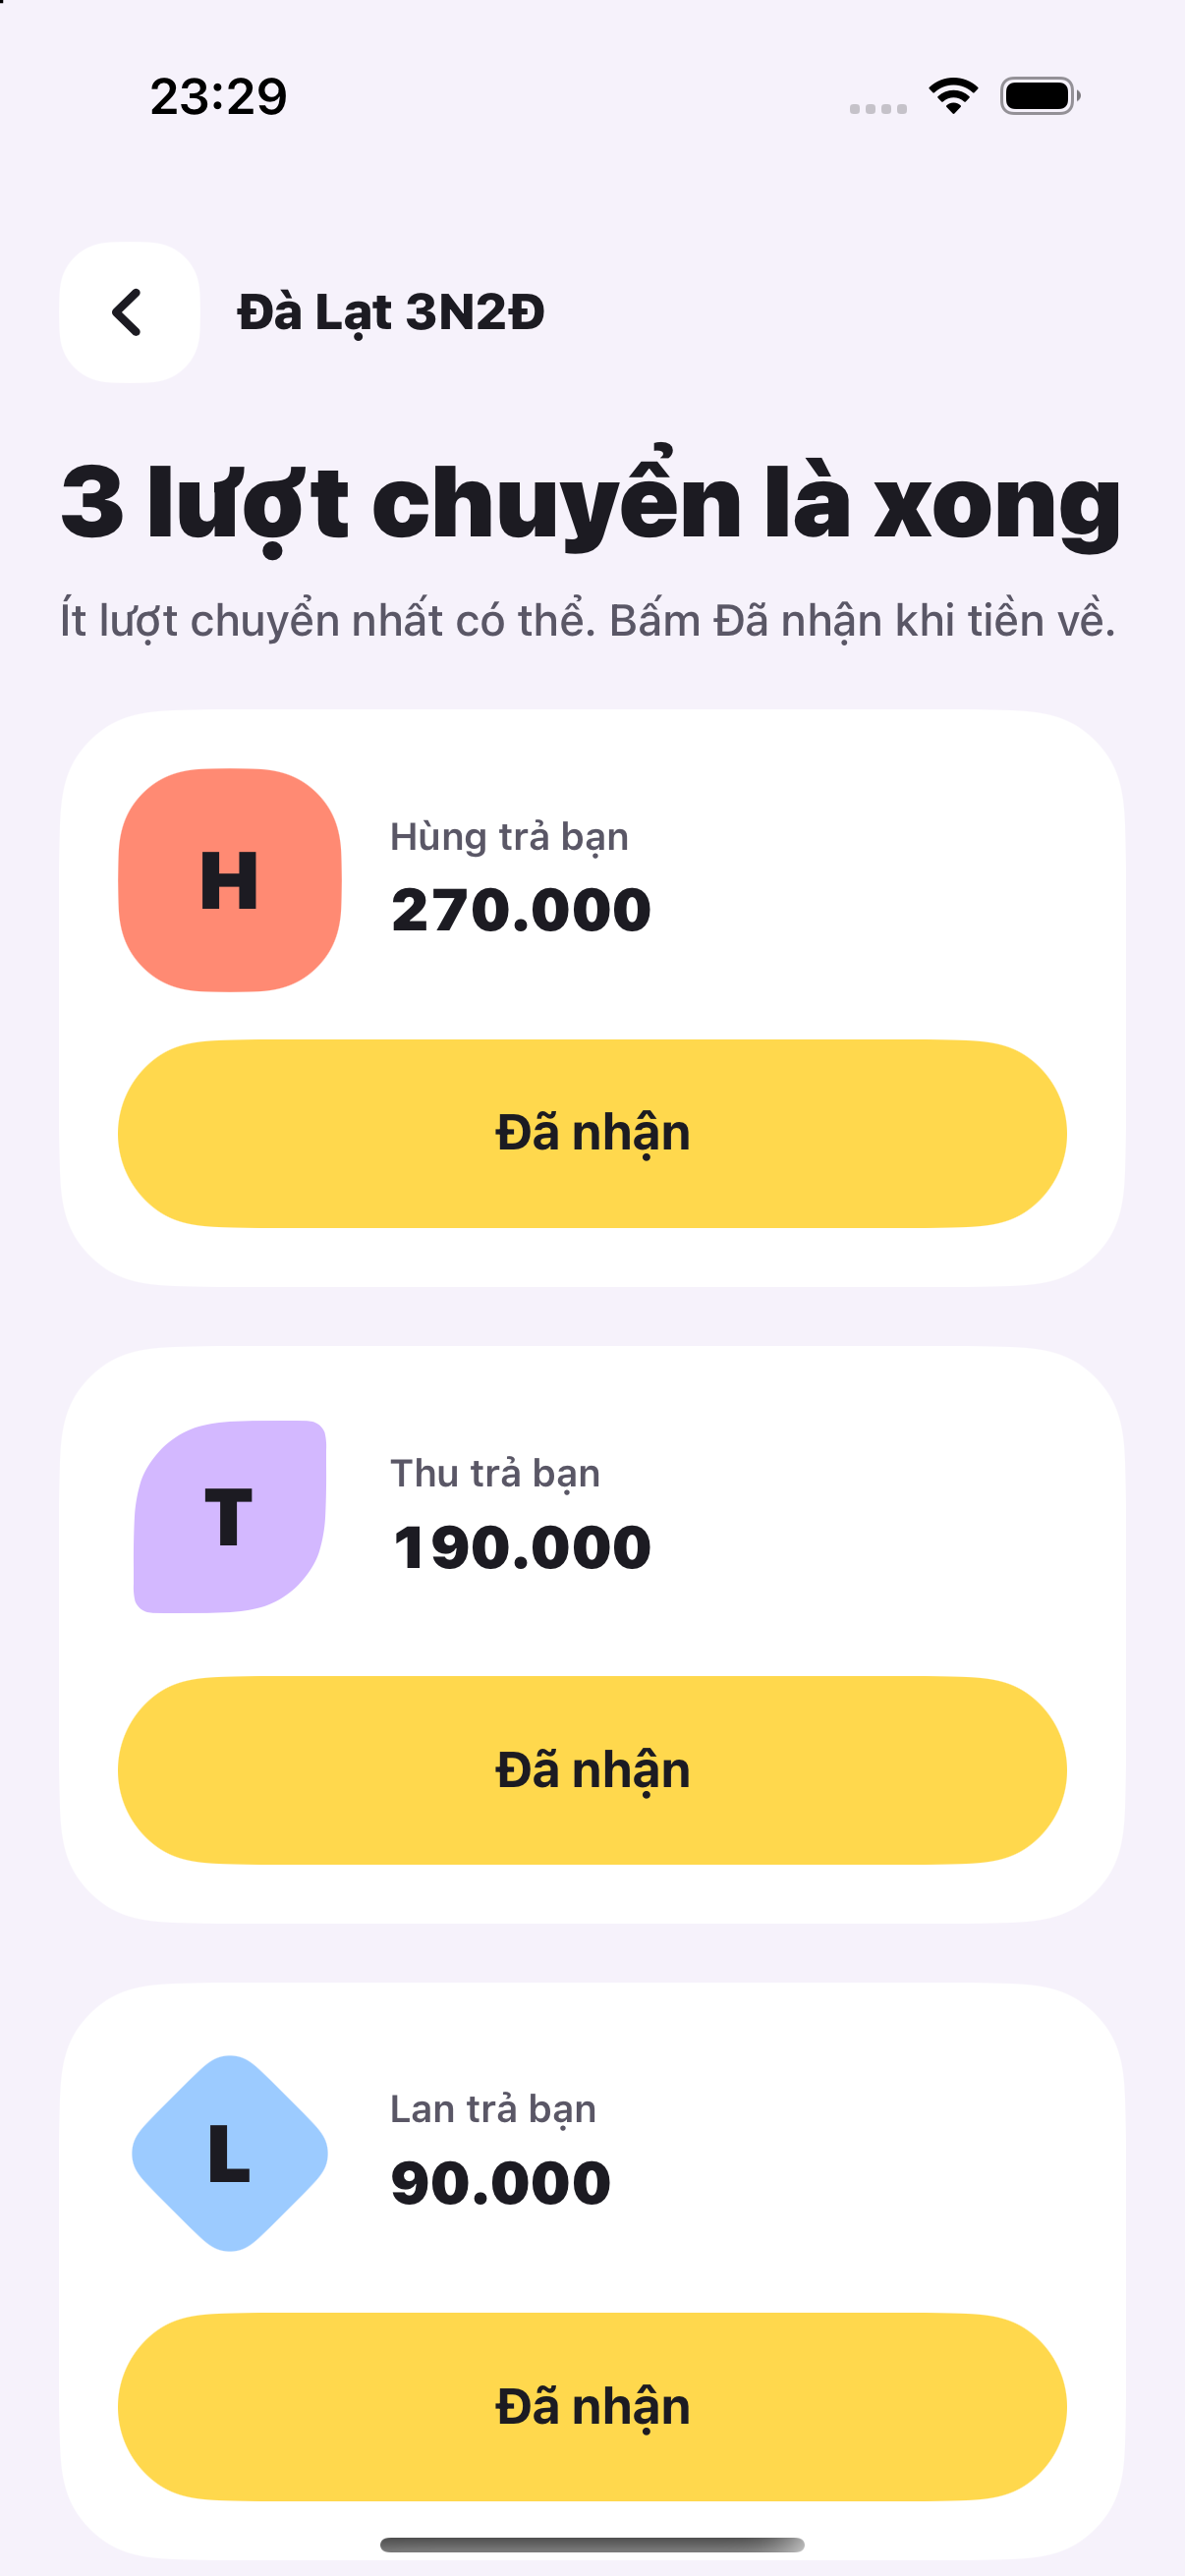 23:29
Đà Lạt 3N2Đ
3 lượt chuyển là xong
Ít lượt chuyển nhất có thể. Bấm Đã nhận khi tiền về.
H
Hùng trả bạn
270.000
Đã nhận
T
Thu trả bạn
190.000
Đã nhận
L
Lan trả bạn
90.000
Đã nhận